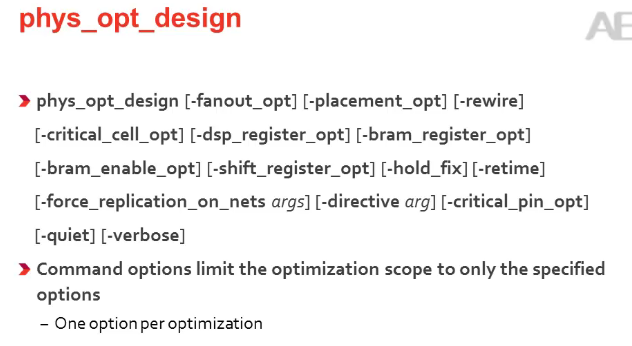 phys_opt_design
phys_opt_design [-fanout_opt] [-placement_opt] [-rewire]
[-critical_cell_opt] [-dsp_register_opt] [-bram_register_opt]
[-bram_enable_opt] [-shift_register_opt] [-hold_fix] [-retime]
[-force_replication_on_nets args] [-directive arg] [-critical_pin_opt]
[-quiet] [-verbose]
Command options limit the optimization scope to only the specified
options
– One option per optimization